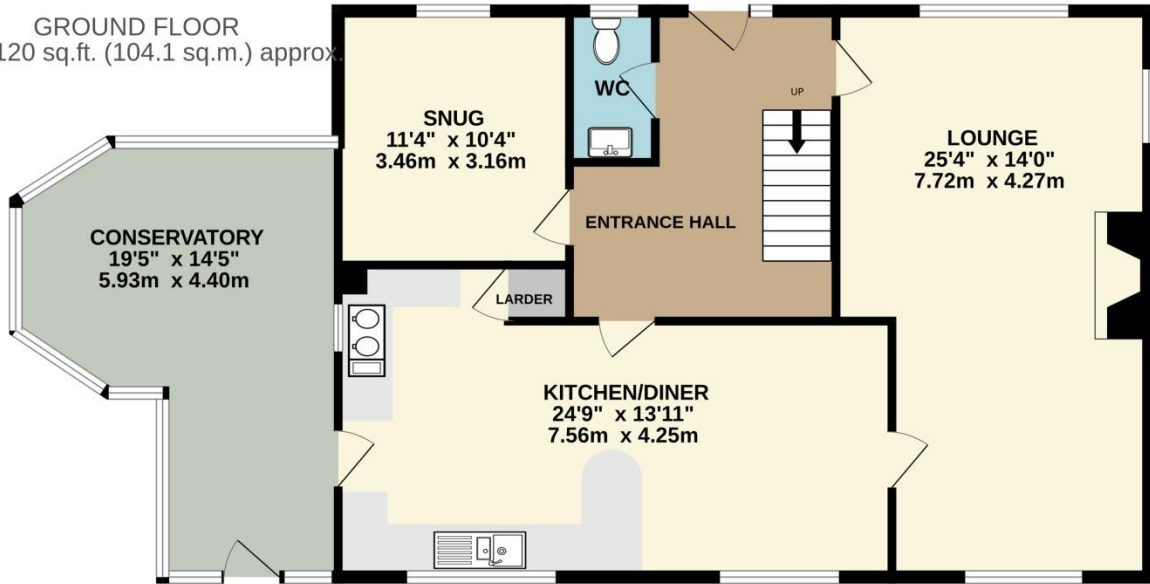 GROUND FLOOR
120 sq.ft. (104.1 sq.m.) approx.
SNUG
11'4" x 10'4"
3.46m x 3.16m
WC
UP
LOUNGE
25'4" x 14'0"
7.72m x 4.27m
ENTRANCE HALL
CONSERVATORY
19'5" x 14'5"
5.93m x 4.40m
LARDER
KITCHEN/DINER
24'9" x 13'11"
7.56m x 4.25m